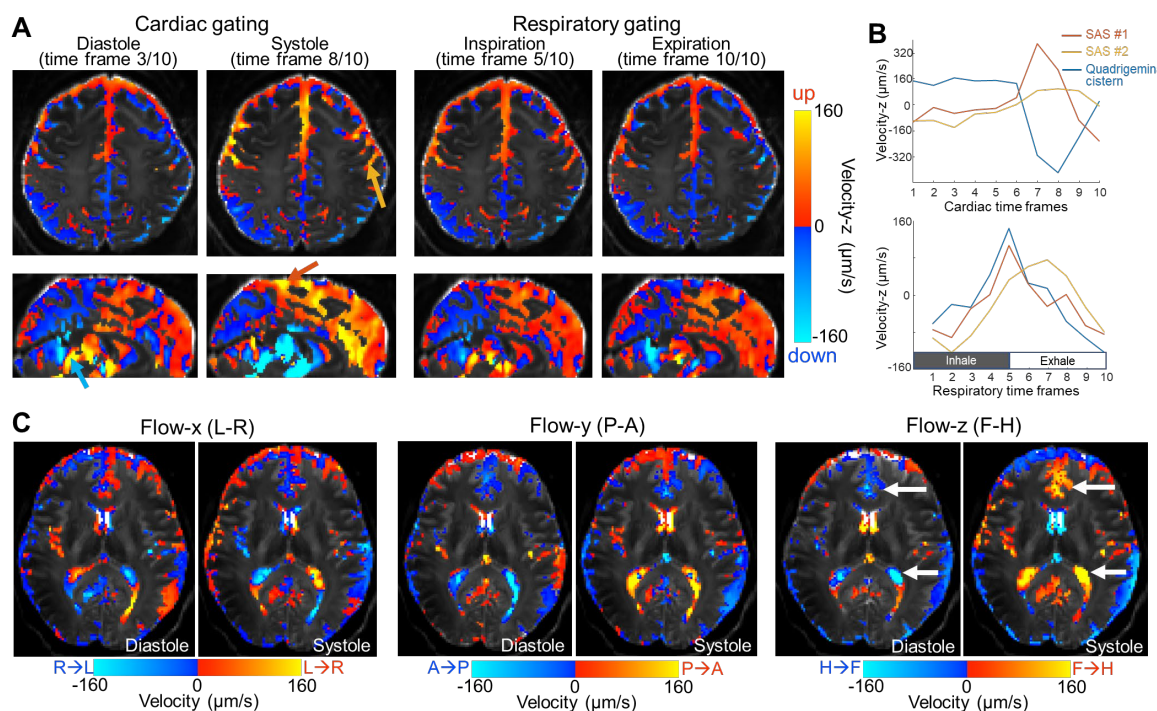 A
Cardiac gating
Respiratory gating
Diastole
(time frame 3/10)
Systole
(time frame 8/10)
Inspiration
(time frame 5/10)
Expiration
(time frame 10/10)
up
160
0
-160
down
Velocity-z (µm/s)
B
SAS #1
SAS #2
Quadrigemin
cistern
Velocity-z (µm/s)
320
160
0
-160
-320
1 2 3 4 5 6 7 8 9 10
Cardiac time frames
Velocity-z (µm/s)
160
0
-160
Inhale
Exhale
1 2 3 4 5 6 7 8 9 10
Respiratory time frames
C
Flow-x (L-R)
Flow-y (P-A)
Flow-z (F-H)
Diastole
Systole
Diastole
Systole
Diastole
Systole
R→L
L→R
-160 0 160
Velocity (µm/s)
A→P
P→A
-160 0 160
Velocity (µm/s)
H→F
F→H
-160 0 160
Velocity (µm/s)